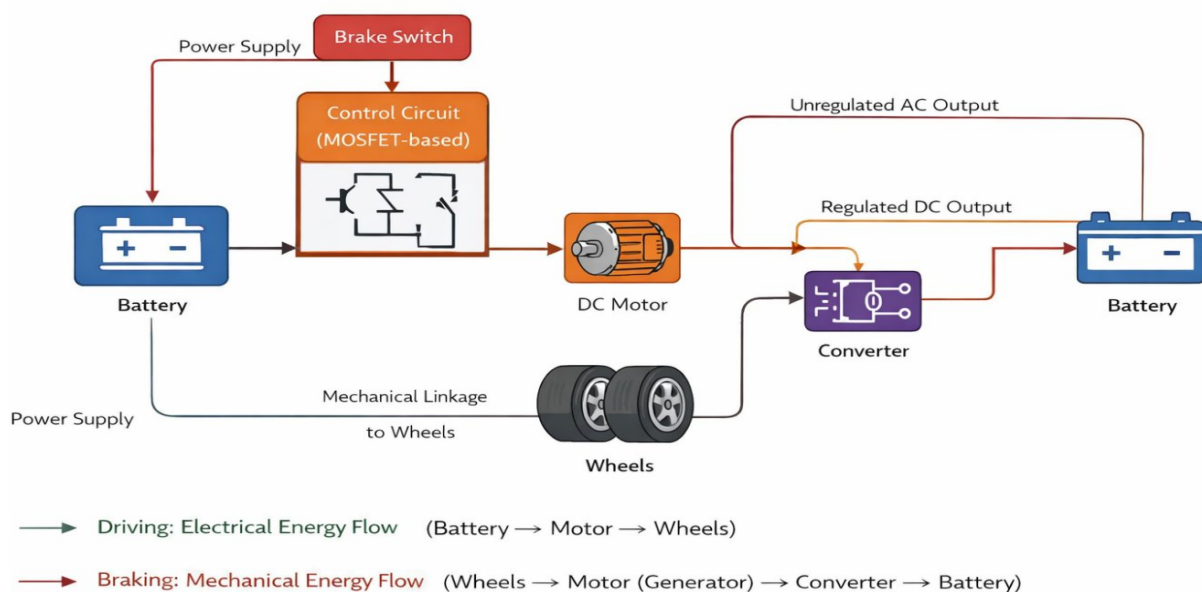 Brake Switch
Power Supply
Control Circuit
(MOSFET-based)
Unregulated AC Output
Regulated DC Output
+ −
+ −
Battery
DC Motor
Battery
Converter
Mechanical Linkage
to Wheels
Power Supply
Wheels
→ Driving: Electrical Energy Flow (Battery → Motor → Wheels)
→ Braking: Mechanical Energy Flow (Wheels → Motor (Generator) → Converter → Battery)